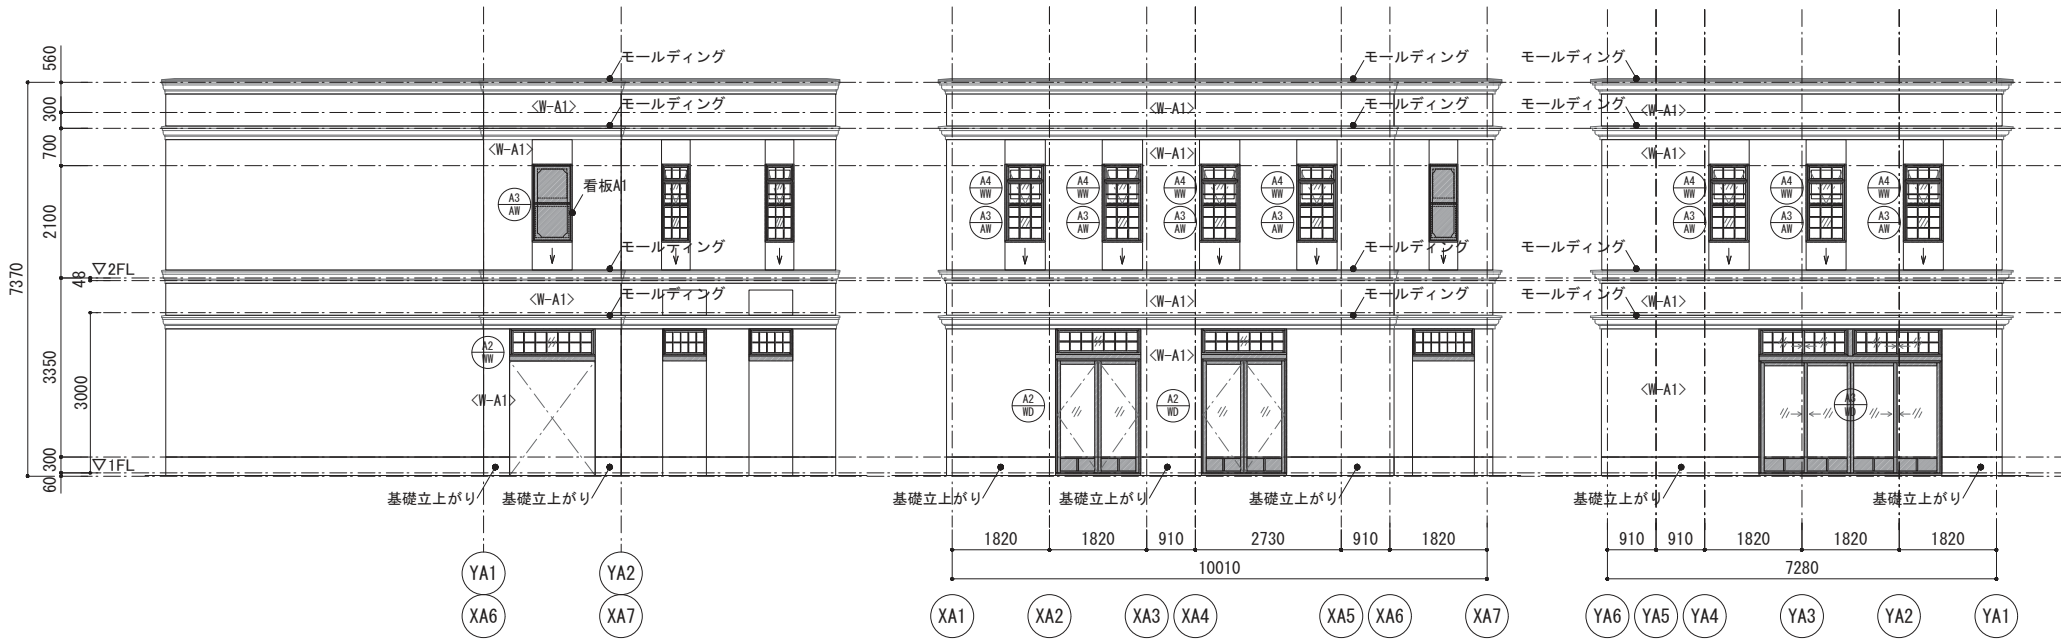 560
300
700
2100
7370
48
3350
3000
300
60
▽2FL
▽1FL
モールディング
<W-A1>
モールディング
<W-A1>
A3
AW
看板A1
モールディング
<W-A1>
モールディング
A2
WW
<W-A1>
基礎立上がり
基礎立上がり
YA1
YA2
XA6
XA7
モールディング
<W-A1>
モールディング
<W-A1>
A4
WW
A3
AW
A4
WW
A3
AW
A4
WW
A3
AW
A4
WW
A3
AW
モールディング
<W-A1>
モールディング
<W-A1>
A2
WD
A2
WD
基礎立上がり
基礎立上がり
基礎立上がり
1820
1820
910
2730
910
1820
10010
XA1
XA2
XA3
XA4
XA5
XA6
XA7
モールディング
<W-A1>
モールディング
<W-A1>
A4
WW
A3
AW
A4
WW
A3
AW
A4
WW
A3
AW
モールディング
<W-A1>
モールディング
<W-A1>
A3
WD
基礎立上がり
基礎立上がり
910
910
1820
1820
1820
7280
YA6
YA5
YA4
YA3
YA2
YA1